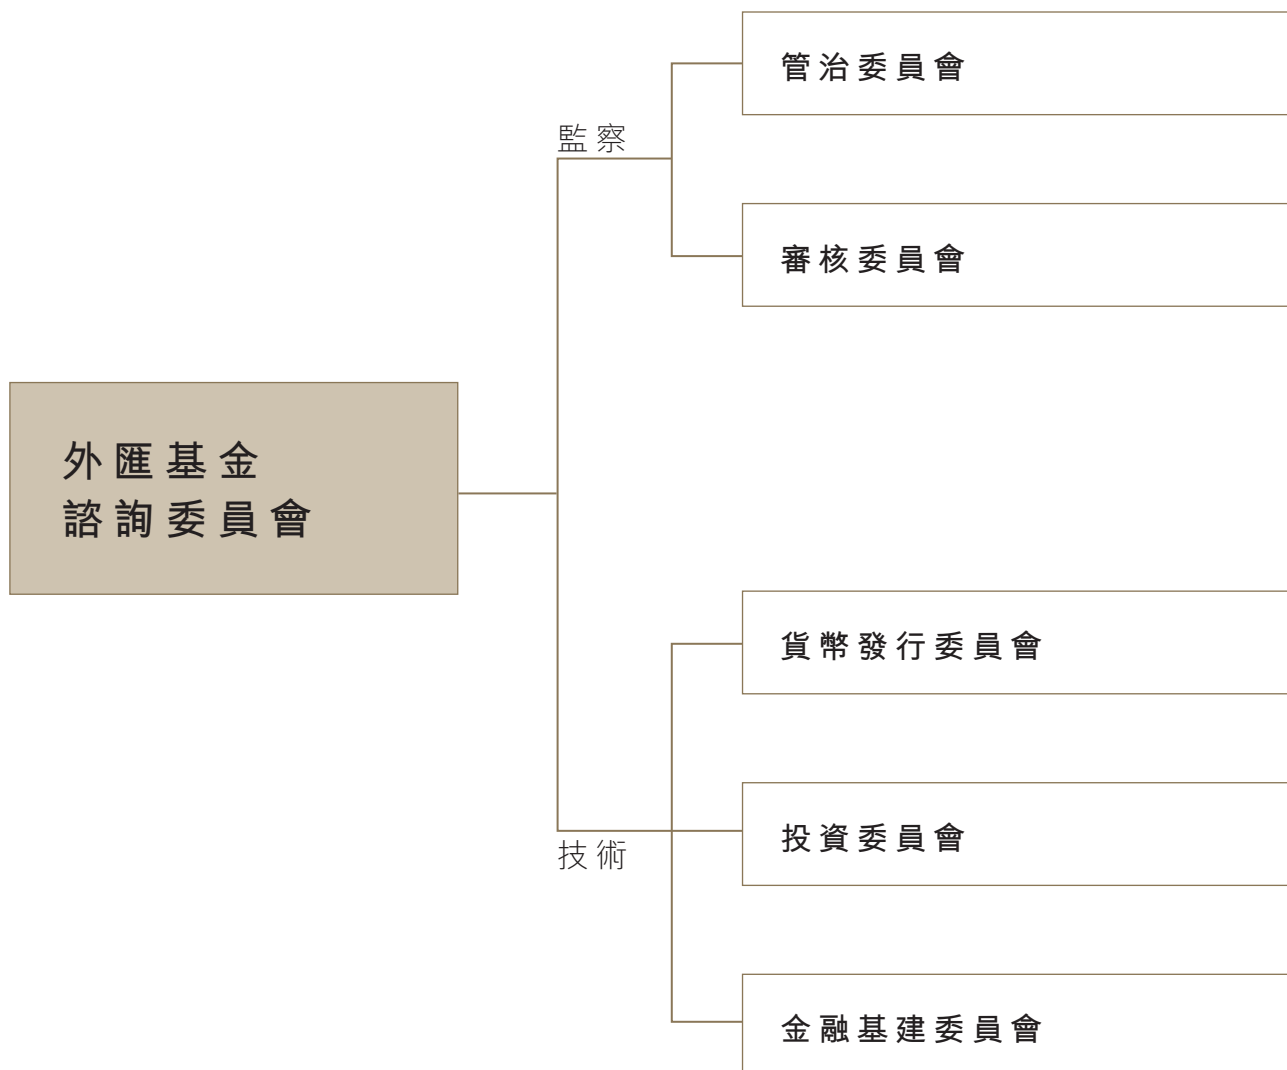 外匯基金
諮詢委員會
監察
管治委員會
審核委員會
技術
貨幣發行委員會
投資委員會
金融基建委員會